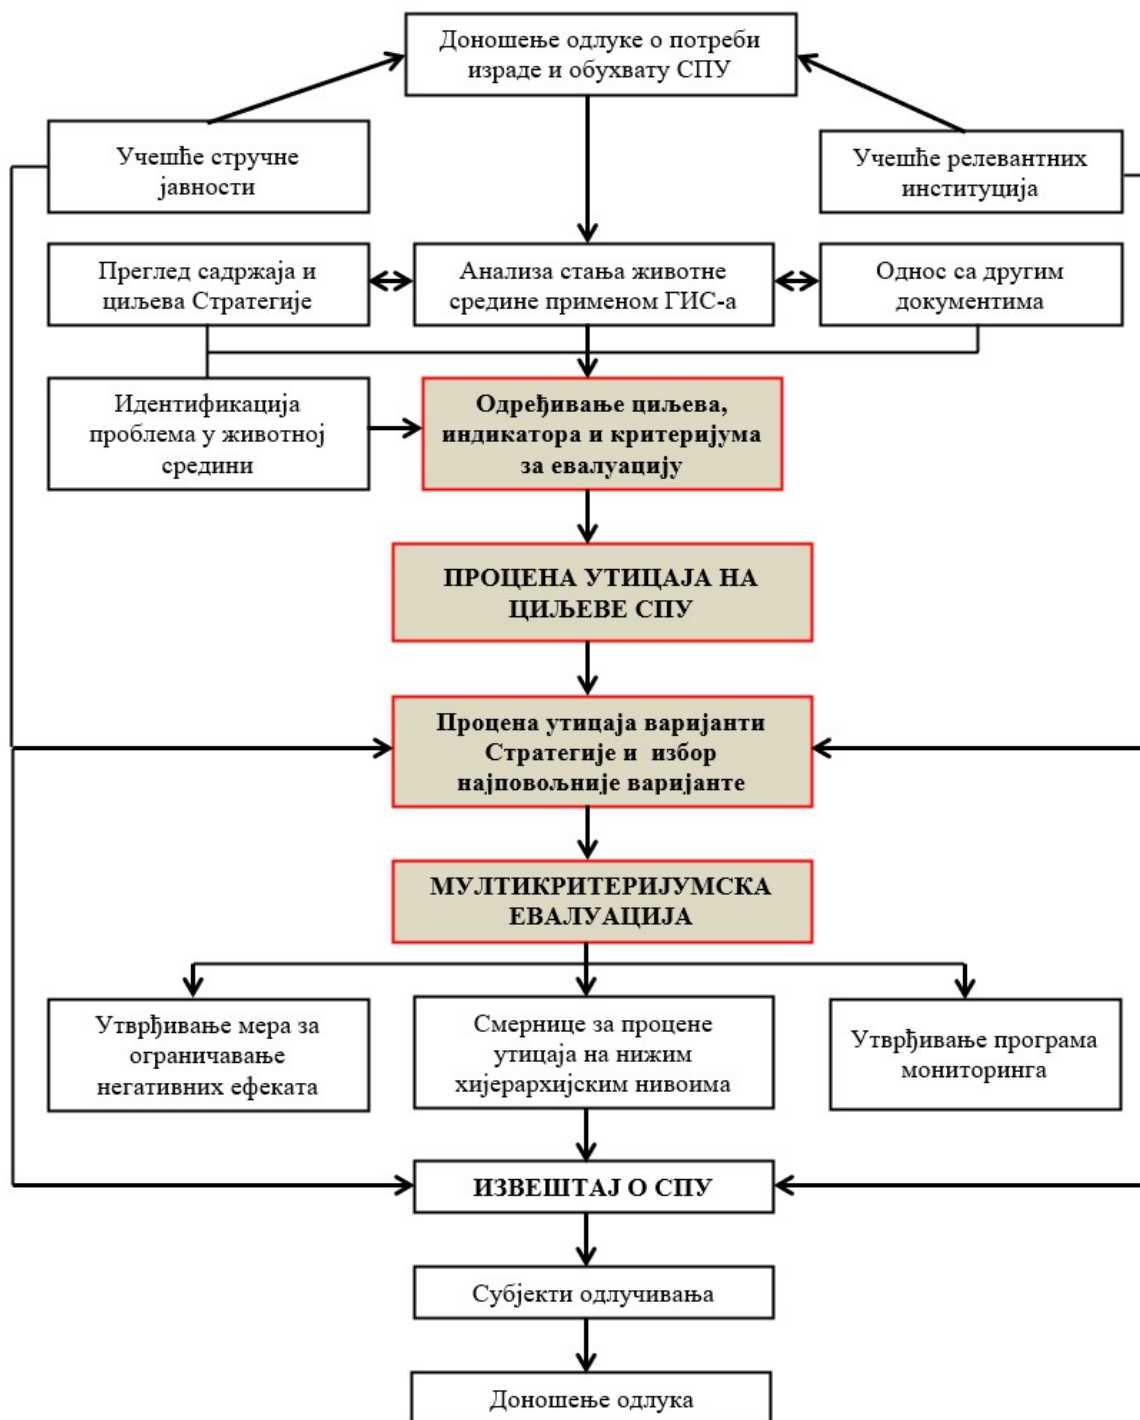 Доношење одлуке о потреби
израде и обухвату СПУ
Учешће стручне
јавности
Учешће релевантних
институција
Преглед садржаја и
циљева Стратегије
Анализа стања животне
средине применом ГИС-а
Однос са другим
документима
Идентификација
проблема у животној
средини
Одређивање циљева,
индикатора и критеријума
за евалуацију
ПРОЦЕНА УТИЦАЈА НА
ЦИЉЕВЕ СПУ
Процена утицаја варијанти
Стратегије и избор
најповољније варијанте
МУЛТИКРИТЕРИЈУМСКА
ЕВАЛУАЦИЈА
Утврђивање мера за
ограничавање
негативних ефеката
Смернице за процене
утицаја на нижим
хијерархијским нивоима
Утврђивање програма
мониторинга
ИЗВЕШТАЈ О СПУ
Субјекти одлучивања
Доношење одлука